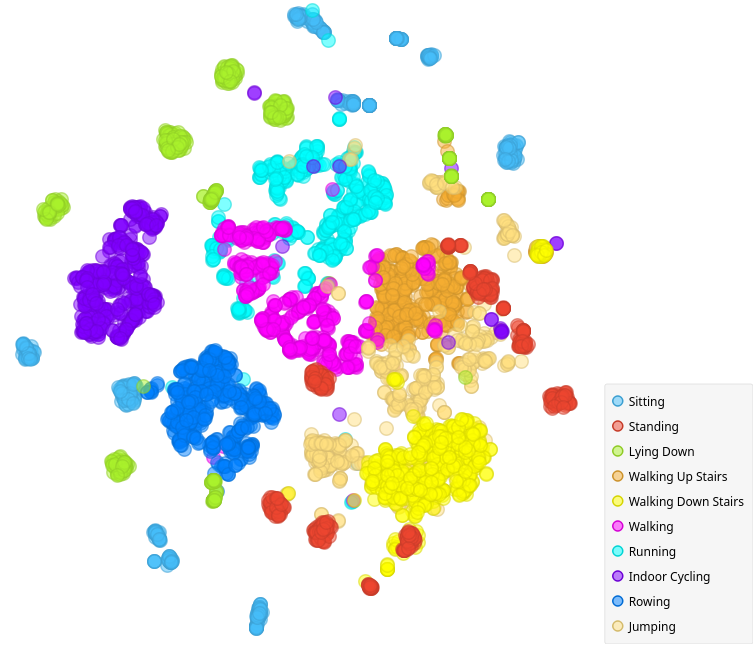 Sitting
Standing
Lying Down
Walking Up Stairs
Walking Down Stairs
Walking
Running
Indoor Cycling
Rowing
Jumping